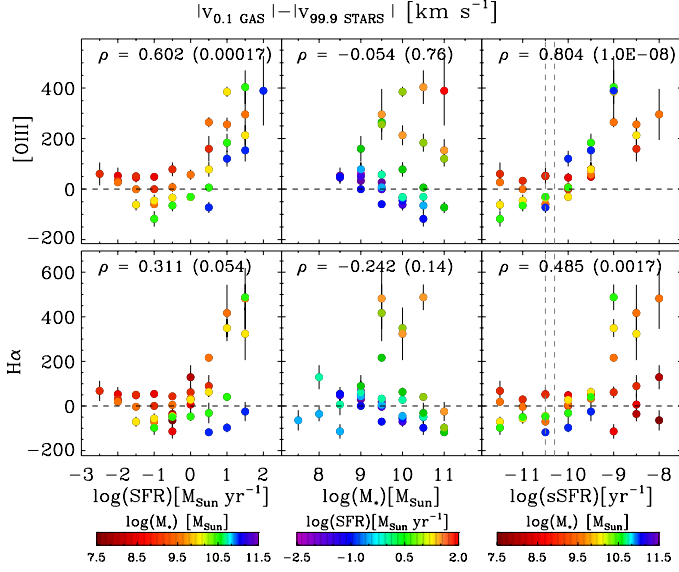 |v0.1 GAS|−|v99.9 STARS| [km s−1]
ρ = 0.602 (0.00017) ρ = −0.054 (0.76) ρ = 0.804 (1.0E−08)
[OIII]
400
200
0
−200
ρ = 0.311 (0.054) ρ = −0.242 (0.14) ρ = 0.485 (0.0017)
Hα
600
400
200
0
−200
−3 −2 −1 0 1 2 8 9 10 11 −11 −10 −9 −8
log(SFR)[MSun yr−1] log(M*)[MSun] log(sSFR)[yr−1]
log(M*) [MSun] log(SFR)[MSun yr−1] log(M*) [MSun]
7.5 8.5 9.5 10.5 11.5 −2.5 −1.0 0.5 2.0 7.5 8.5 9.5 10.5 11.5